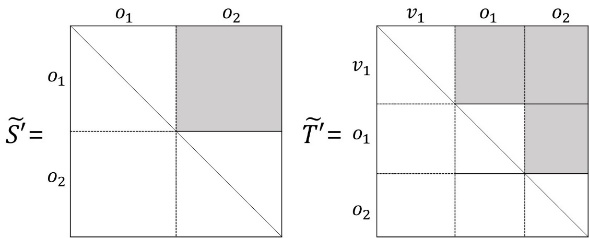 o₁ o₂
o₁
S̃′=
o₂
v₁ o₁ o₂
v₁
T̃′= o₁
o₂